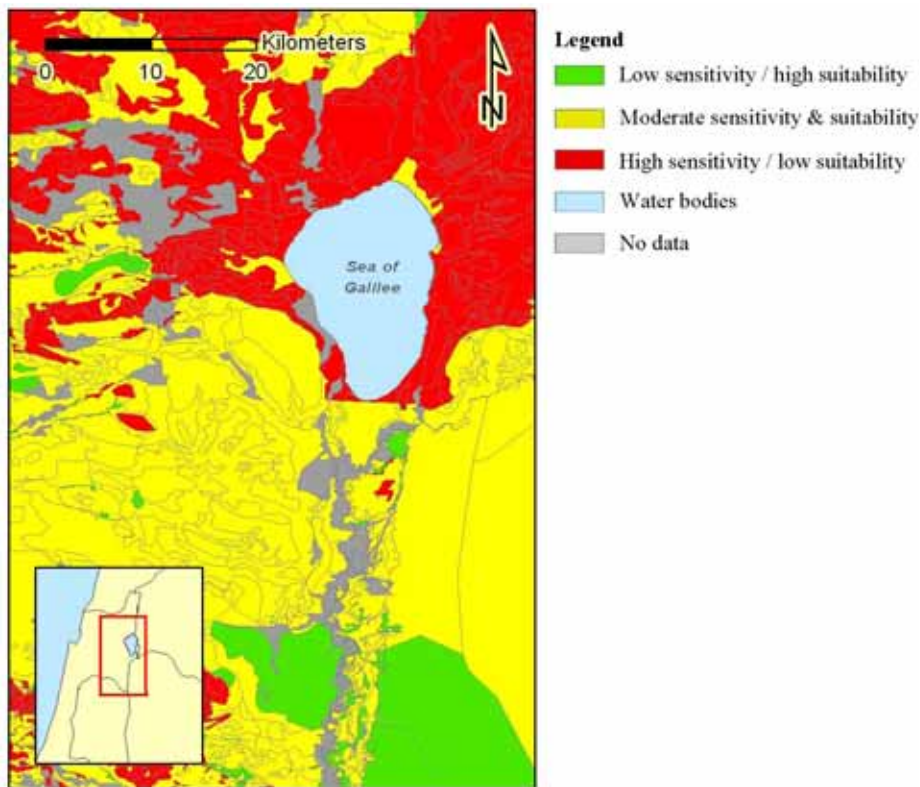 Kilometers
0 10 20
N
Sea of
Galilee
Legend
Low sensitivity / high suitability
Moderate sensitivity & suitability
High sensitivity / low suitability
Water bodies
No data